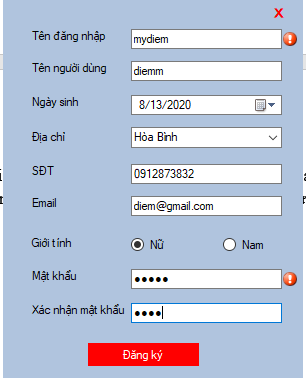 X
Tên đăng nhập mydiem
Tên người dùng diemm
Ngày sinh 8/13/2020
Địa chỉ Hòa Bình
SĐT 0912873832
Email diem@gmail.com
Giới tính Nữ Nam
Mật khẩu ●●●●●
Xác nhận mật khẩu ●●●●
Đăng ký